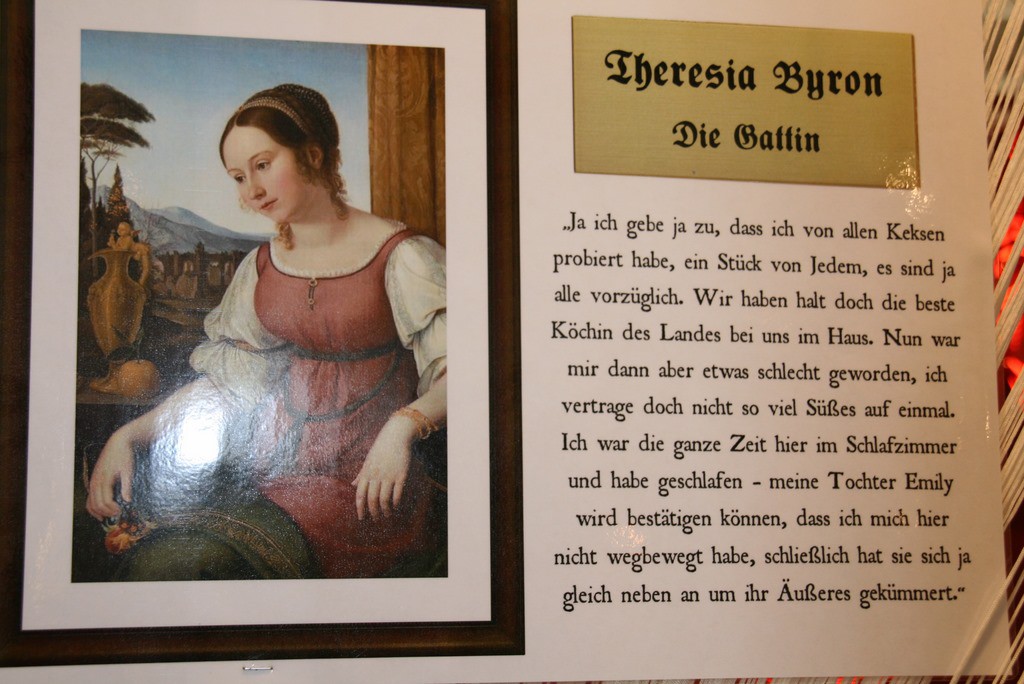 Theresia Byron
Die Gattin
„Ja ich gebe ja zu, dass ich von allen Keksen
probiert habe, ein Stück von Jedem, es sind ja
alle vorzüglich. Wir haben halt doch die beste
Köchin des Landes bei uns im Haus. Nun war
mir dann aber etwas schlecht geworden, ich
vertrage doch nicht so viel Süßes auf einmal.
Ich war die ganze Zeit hier im Schlafzimmer
und habe geschlafen - meine Tochter Emily
wird bestätigen können, dass ich mich hier
nicht wegbewegt habe, schließlich hat sie sich ja
gleich neben an um ihr Äußeres gekümmert.“